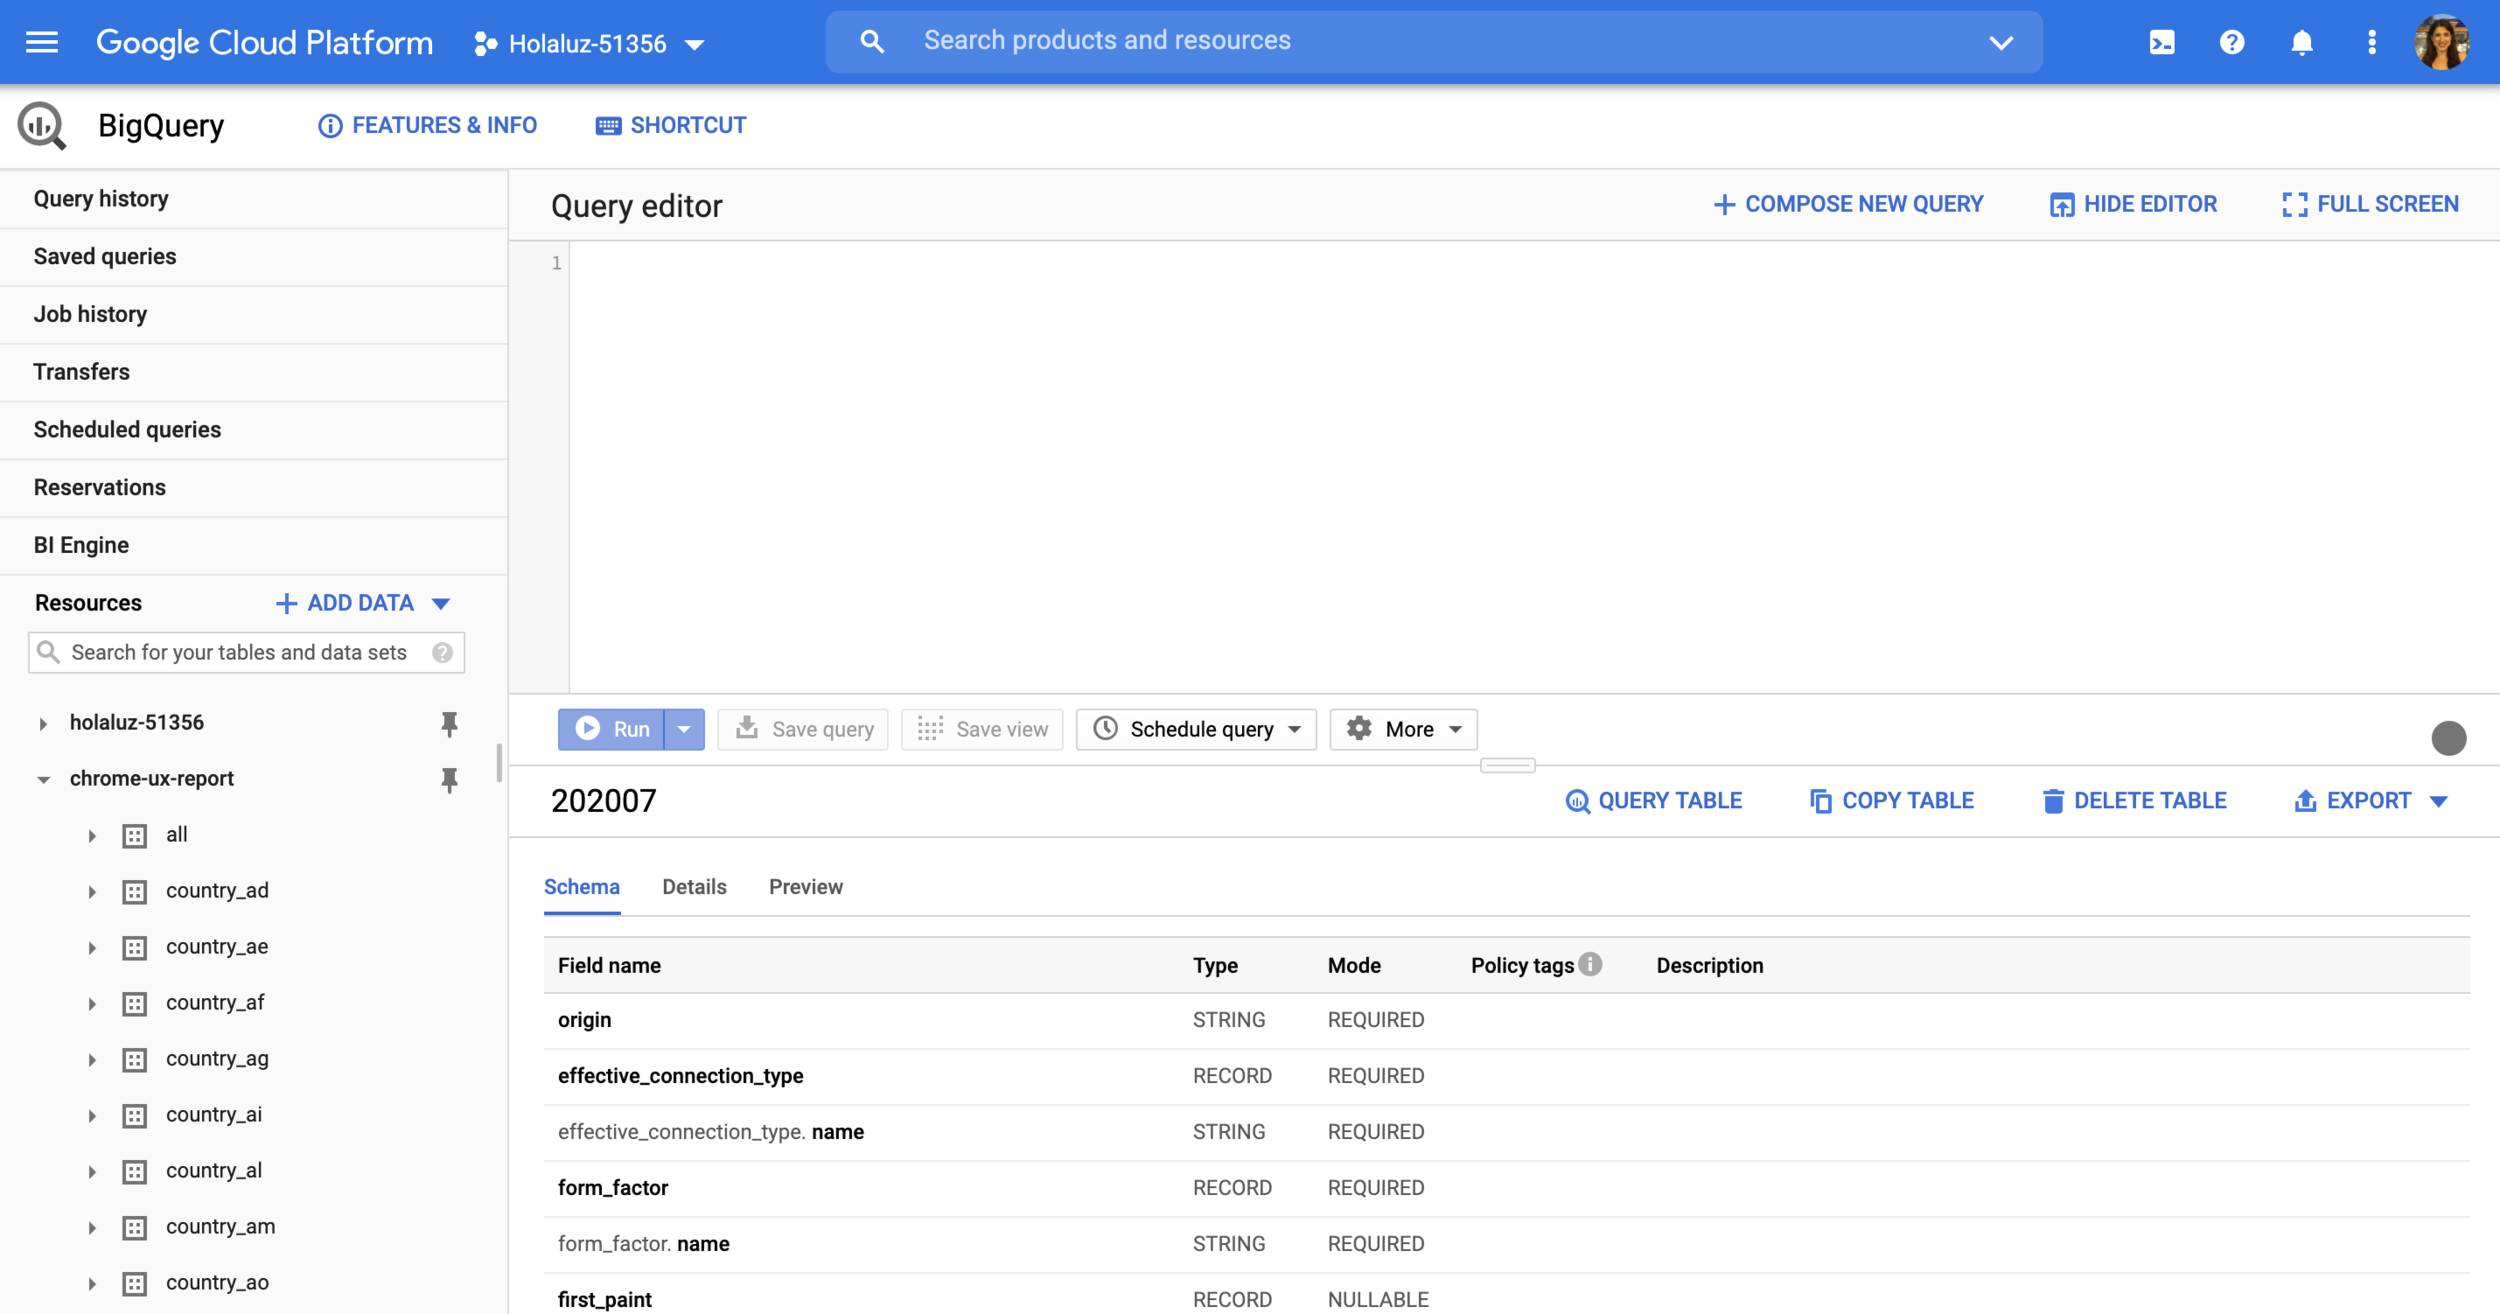 Google Cloud Platform Holaluz-51356 Search products and resources
BigQuery FEATURES & INFO SHORTCUT
Query history
Saved queries
Job history
Transfers
Scheduled queries
Reservations
BI Engine
Resources ADD DATA
Search for your tables and data sets
holaluz-51356
chrome-ux-report
all
country_ad
country_ae
country_af
country_ag
country_ai
country_al
country_am
country_ao
Query editor COMPOSE NEW QUERY HIDE EDITOR FULL SCREEN
1
Run Save query Save view Schedule query More
202007 QUERY TABLE COPY TABLE DELETE TABLE EXPORT
Schema Details Preview
Field name Type Mode Policy tags Description
origin STRING REQUIRED
effective_connection_type RECORD REQUIRED
effective_connection_type. name STRING REQUIRED
form_factor RECORD REQUIRED
form_factor. name STRING REQUIRED
first_paint RECORD NULLABLE